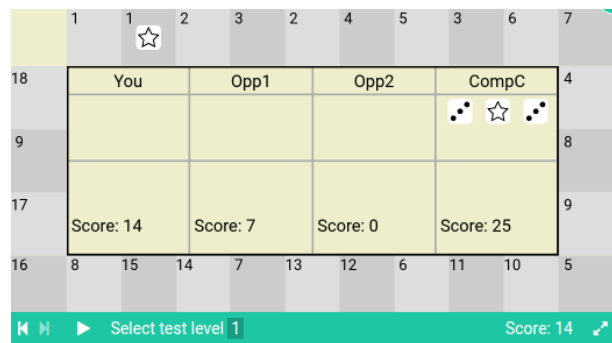 1 1 2 3 2 4 5 3 6 7
18 You Opp1 Opp2 CompC 4
9 8
17 9
Score: 14 Score: 7 Score: 0 Score: 25
16 8 15 14 7 13 12 6 11 10 5
Select test level 1 Score: 14